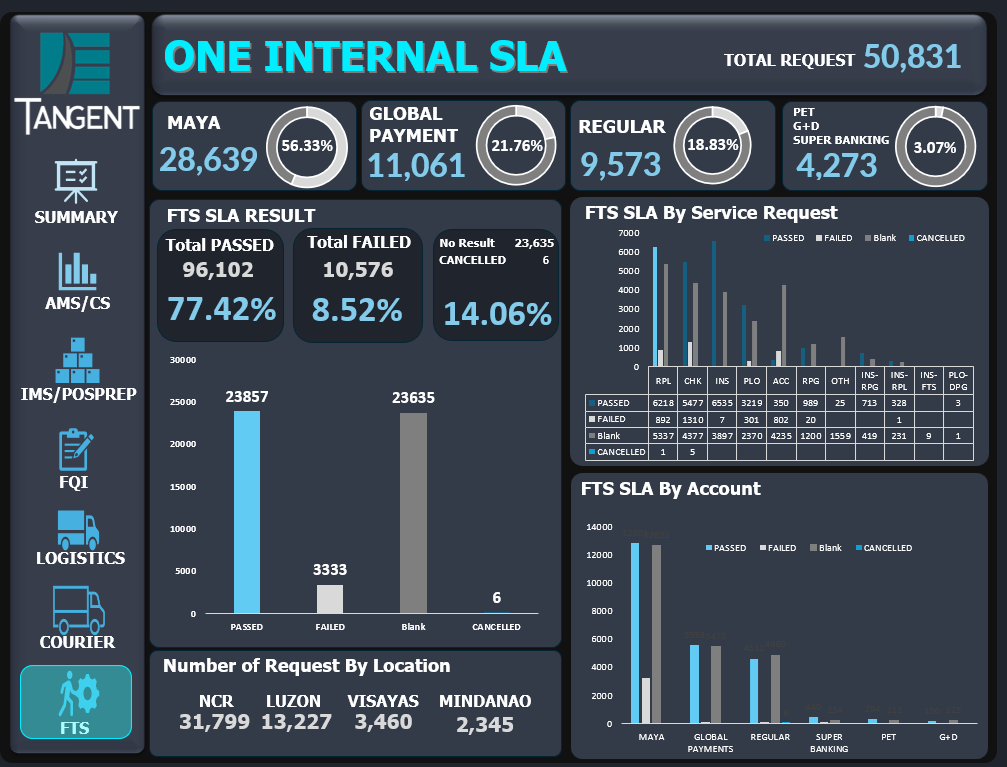 TANGENT
SUMMARY
AMS/CS
IMS/POSPREP
FQI
LOGISTICS
COURIER
FTS
ONE INTERNAL SLA
TOTAL REQUEST 50,831
MAYA
28,639
56.33%
GLOBAL
PAYMENT
11,061
21.76%
REGULAR
9,573
18.83%
PET
G+D
SUPER BANKING
4,273
3.07%
FTS SLA RESULT
Total PASSED
96,102
77.42%
Total FAILED
10,576
8.52%
No Result 23,635
CANCELLED 6
14.06%
30000
25000
20000
15000
10000
5000
0
23857
3333
23635
6
PASSED FAILED Blank CANCELLED
Number of Request By Location
NCR LUZON VISAYAS MINDANAO
31,799 13,227 3,460 2,345
FTS SLA By Service Request
PASSED FAILED Blank CANCELLED
7000
6000
5000
4000
3000
2000
1000
0
RPL CHK INS PLO ACC RPG OTH INS-RPG INS-RPL INS-FTS PLO-DPG
PASSED 6218 5477 6535 3219 350 989 25 713 328 3
FAILED 892 1310 7 301 802 20 1
Blank 5337 4377 3897 2370 4235 1200 1559 419 231 9 1
CANCELLED 1 5
FTS SLA By Account
PASSED FAILED Blank CANCELLED
14000
12000
10000
8000
6000
4000
2000
0
MAYA GLOBAL PAYMENTS REGULAR SUPER BANKING PET G+D